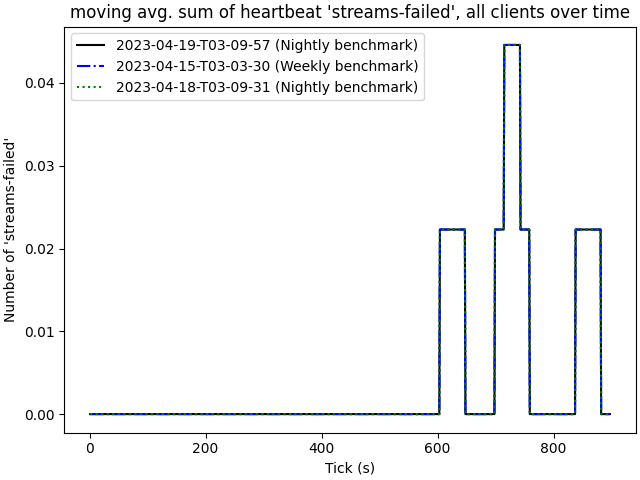 moving avg. sum of heartbeat 'streams-failed', all clients over time
2023-04-19-T03-09-57 (Nightly benchmark)
2023-04-15-T03-03-30 (Weekly benchmark)
2023-04-18-T03-09-31 (Nightly benchmark)
Number of 'streams-failed'
0.04
0.03
0.02
0.01
0.00
0 200 400 600 800
Tick (s)